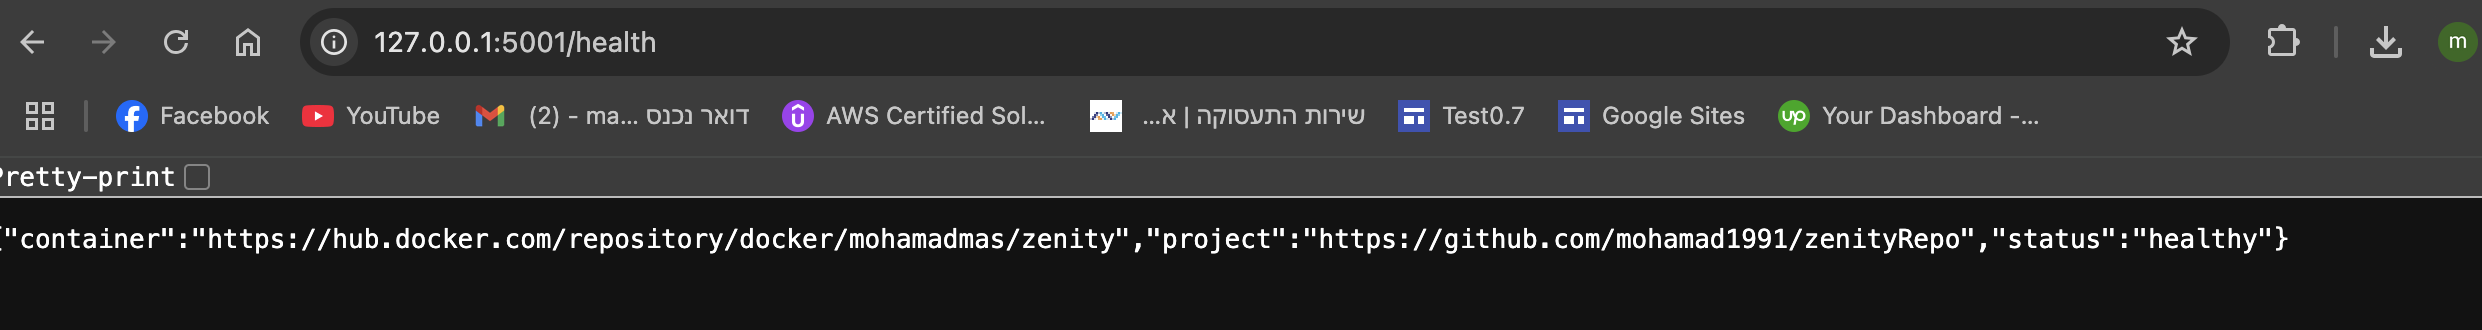 127.0.0.1:5001/health
m
Facebook
YouTube
(2) - ma... דואר נכנס
AWS Certified Sol...
שירות התעסוקה | א...
Test0.7
Google Sites
up
Your Dashboard -...
Pretty-print
{"container":"https://hub.docker.com/repository/docker/mohamadmas/zenity","project":"https://github.com/mohamad1991/zenityRepo","status":"healthy"}